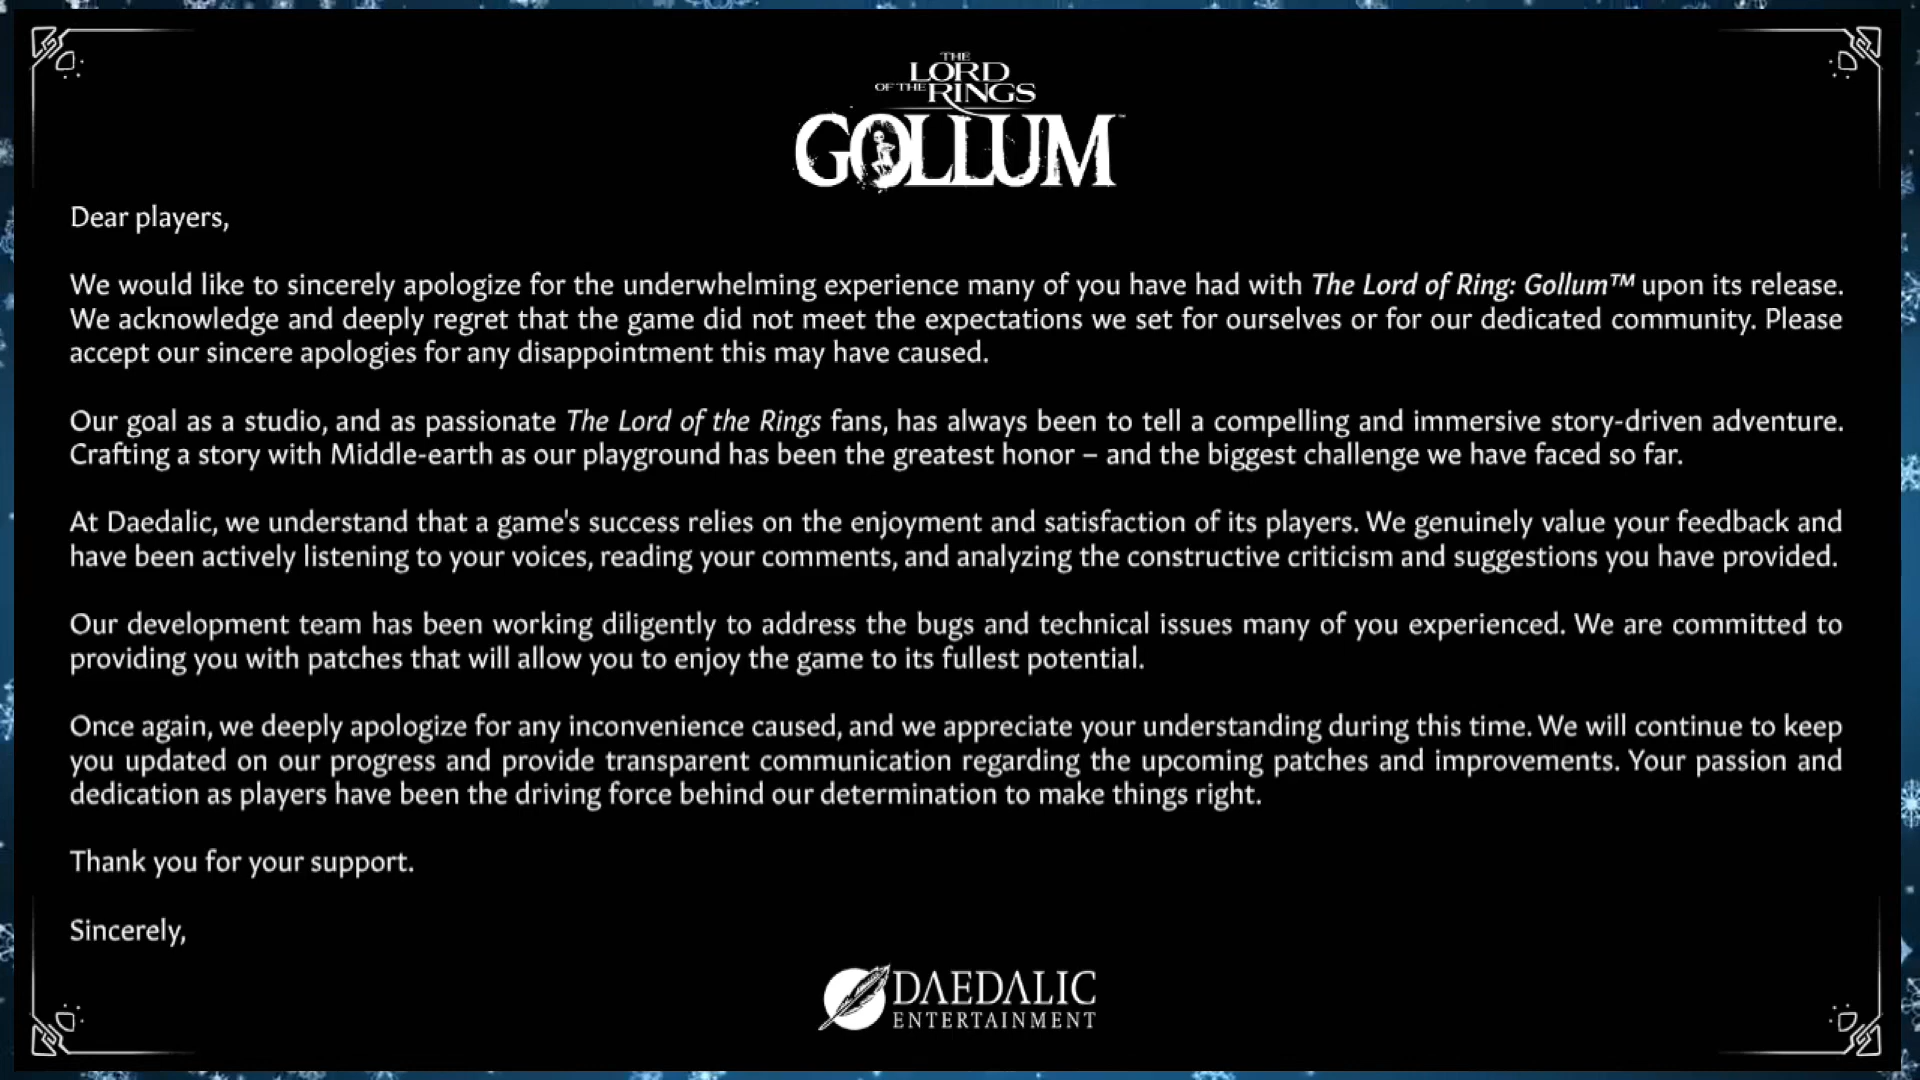 THE
LORD
OF THE RINGS
GOLLUM™
Dear players,
We would like to sincerely apologize for the underwhelming experience many of you have had with The Lord of Ring: Gollum™ upon its release.
We acknowledge and deeply regret that the game did not meet the expectations we set for ourselves or for our dedicated community. Please
accept our sincere apologies for any disappointment this may have caused.
Our goal as a studio, and as passionate The Lord of the Rings fans, has always been to tell a compelling and immersive story-driven adventure.
Crafting a story with Middle-earth as our playground has been the greatest honor – and the biggest challenge we have faced so far.
At Daedalic, we understand that a game's success relies on the enjoyment and satisfaction of its players. We genuinely value your feedback and
have been actively listening to your voices, reading your comments, and analyzing the constructive criticism and suggestions you have provided.
Our development team has been working diligently to address the bugs and technical issues many of you experienced. We are committed to
providing you with patches that will allow you to enjoy the game to its fullest potential.
Once again, we deeply apologize for any inconvenience caused, and we appreciate your understanding during this time. We will continue to keep
you updated on our progress and provide transparent communication regarding the upcoming patches and improvements. Your passion and
dedication as players have been the driving force behind our determination to make things right.
Thank you for your support.
Sincerely,
DAEDALIC
ENTERTAINMENT